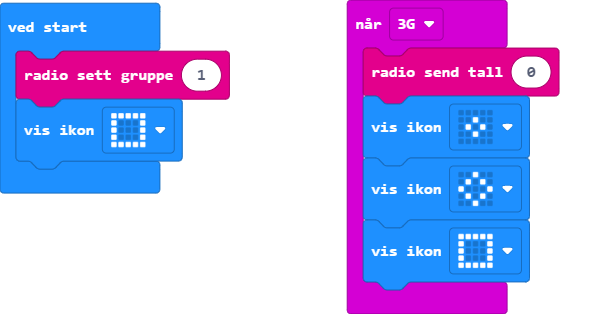 ved start
radio sett gruppe 1
vis ikon
når 3G
radio send tall 0
vis ikon
vis ikon
vis ikon